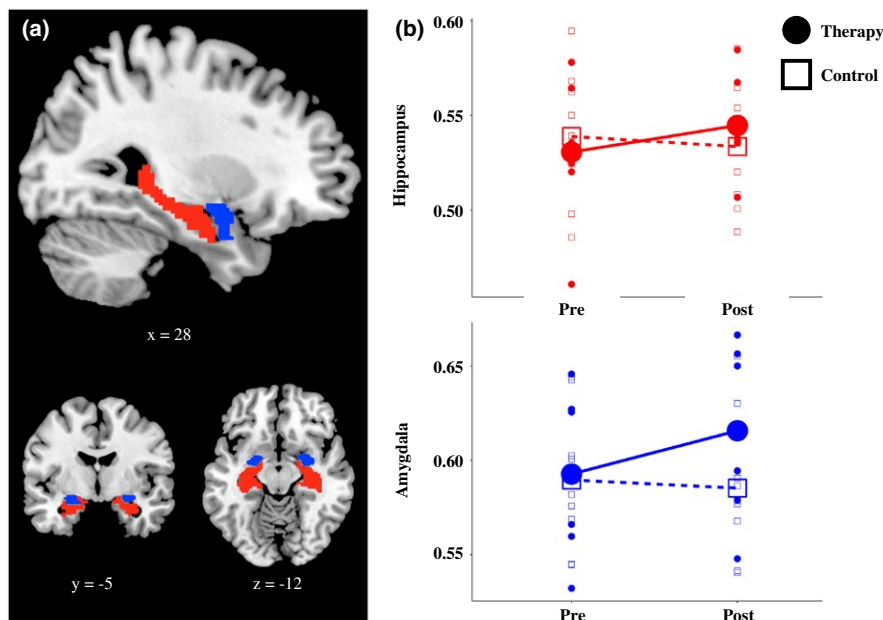 (a)
x = 28
y = -5
z = -12
(b)
Therapy
Control
Hippocampus
0.60
0.55
0.50
Pre
Post
Amygdala
0.65
0.60
0.55
Pre
Post